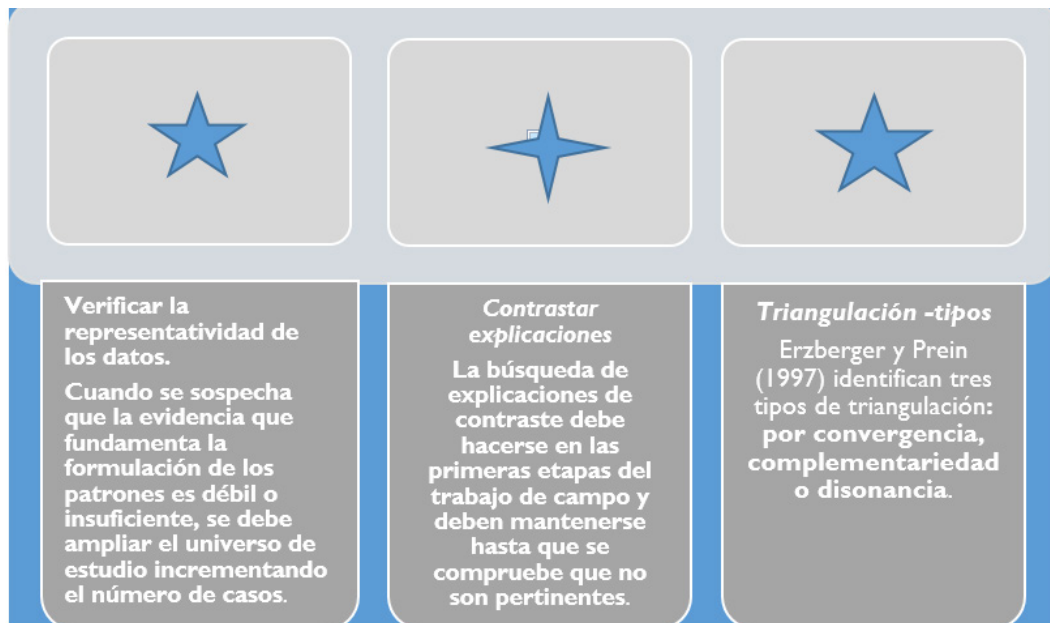 Verificar la
representatividad de
los datos.
Cuando se sospecha
que la evidencia que
fundamenta la
formulación de los
patrones es débil o
insuficiente, se debe
ampliar el universo de
estudio incrementando
el número de casos.
Contrastar
explicaciones
La búsqueda de
explicaciones de
contraste debe
hacerse en las
primeras etapas del
trabajo de campo y
deben mantenerse
hasta que se
compruebe que no
son pertinentes.
Triangulación -tipos
Erzberger y Prein
(1997) identifican tres
tipos de triangulación:
por convergencia,
complementariedad
o disonancia.